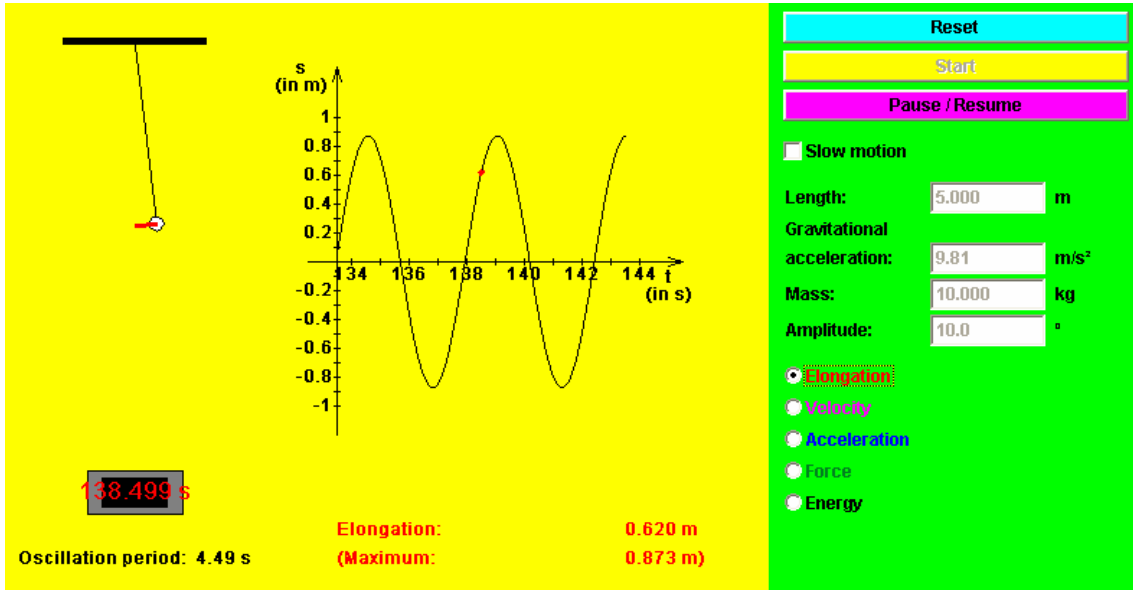 s
(in m)
1
0.8
0.6
0.4
0.2
-0.2
-0.4
-0.6
-0.8
-1
134 136 138 140 142 144 t
(in s)
138.499 s
Oscillation period: 4.49 s
Elongation: 0.620 m
(Maximum: 0.873 m)
Reset
Start
Pause / Resume
Slow motion
Length: 5.000 m
Gravitational
acceleration: 9.81 m/s²
Mass: 10.000 kg
Amplitude: 10.0 °
Elongation
Velocity
Acceleration
Force
Energy